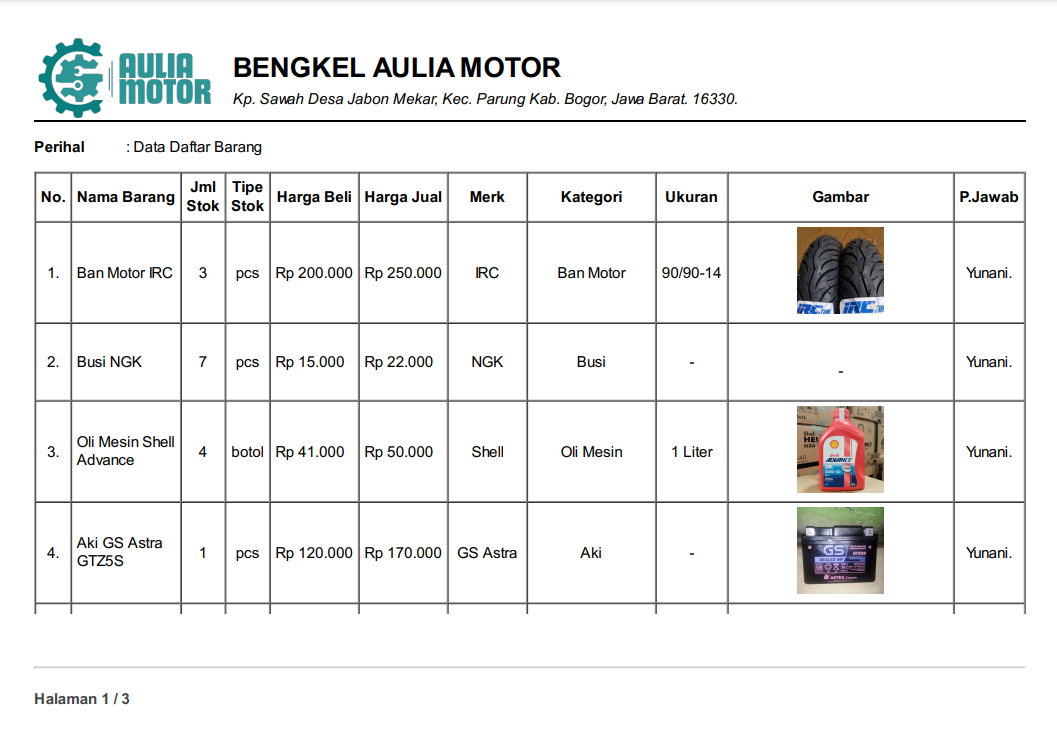 AULIA
MOTOR
BENGKEL AULIA MOTOR
Kp. Sawah Desa Jabon Mekar, Kec. Parung Kab. Bogor, Jawa Barat. 16330.
Perihal : Data Daftar Barang
No. Nama Barang Jml Stok Tipe Stok Harga Beli Harga Jual Merk Kategori Ukuran Gambar P.Jawab
1. Ban Motor IRC 3 pcs Rp 200.000 Rp 250.000 IRC Ban Motor 90/90-14 Yunani.
IRC IRC
2. Busi NGK 7 pcs Rp 15.000 Rp 22.000 NGK Busi - - Yunani.
3. Oli Mesin Shell Advance 4 botol Rp 41.000 Rp 50.000 Shell Oli Mesin 1 Liter Yunani.
Shell
ADVANCE
4. Aki GS Astra GTZ5S 1 pcs Rp 120.000 Rp 170.000 GS Astra Aki - Yunani.
GS
ASTRA
Halaman 1 / 3